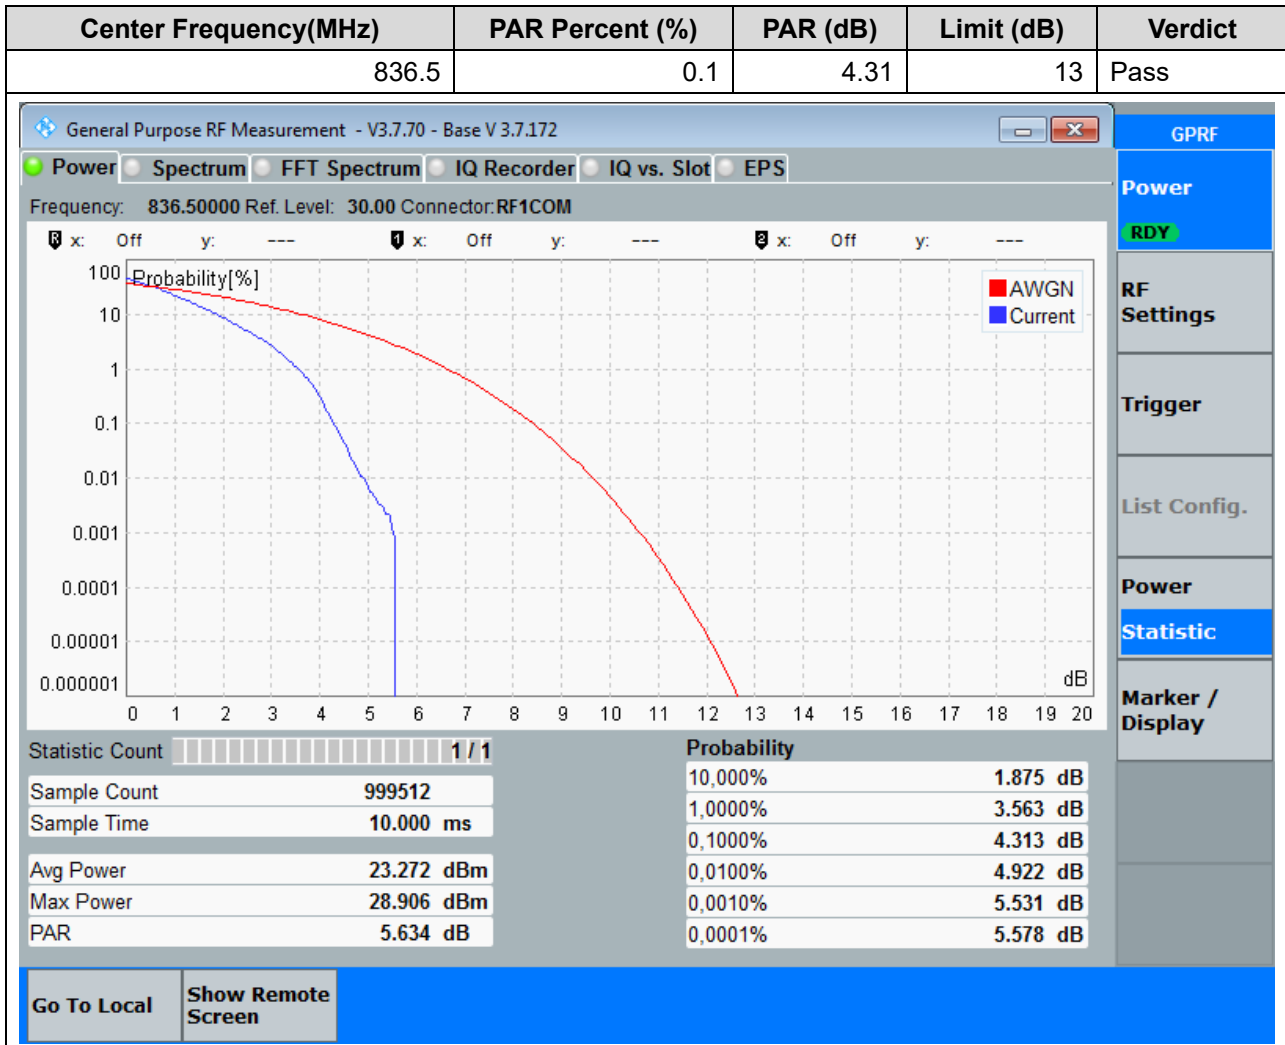 Center Frequency(MHz) PAR Percent (%) PAR (dB) Limit (dB) Verdict
836.5 0.1 4.31 13 Pass
General Purpose RF Measurement - V3.7.70 - Base V 3.7.172
GPRF
Power Spectrum FFT Spectrum IQ Recorder IQ vs. Slot EPS
Frequency: 836.50000 Ref. Level: 30.00 Connector: RF1COM
R x: Off y: --- 1 x: Off y: --- 2 x: Off y: ---
Probability[%]
AWGN
Current
100
10
1
0.1
0.01
0.001
0.0001
0.00001
0.000001
dB
0 1 2 3 4 5 6 7 8 9 10 11 12 13 14 15 16 17 18 19 20
Statistic Count 1 / 1
Sample Count 999512
Sample Time 10.000 ms
Avg Power 23.272 dBm
Max Power 28.906 dBm
PAR 5.634 dB
Probability
10,000% 1.875 dB
1,0000% 3.563 dB
0,1000% 4.313 dB
0,0100% 4.922 dB
0,0010% 5.531 dB
0,0001% 5.578 dB
Power
RDY
RF
Settings
Trigger
List Config.
Power
Statistic
Marker /
Display
Go To Local
Show Remote
Screen